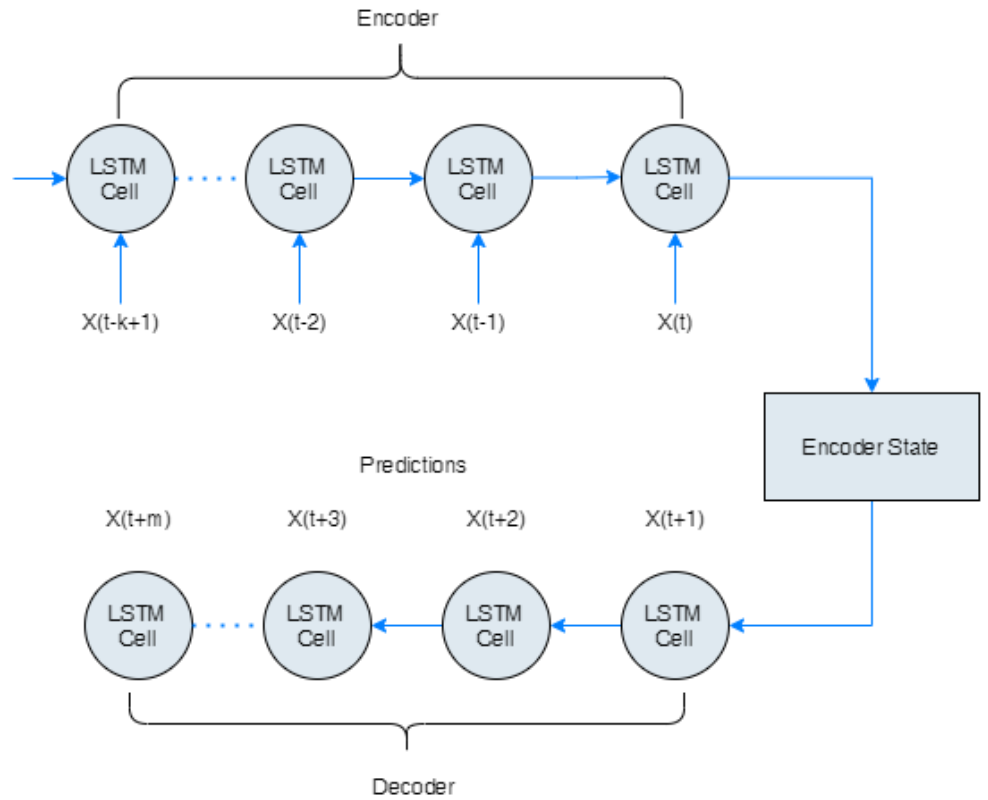 Encoder
LSTM
Cell
LSTM
Cell
LSTM
Cell
LSTM
Cell
X(t-k+1)
X(t-2)
X(t-1)
X(t)
Encoder State
Predictions
X(t+m)
X(t+3)
X(t+2)
X(t+1)
LSTM
Cell
LSTM
Cell
LSTM
Cell
LSTM
Cell
Decoder